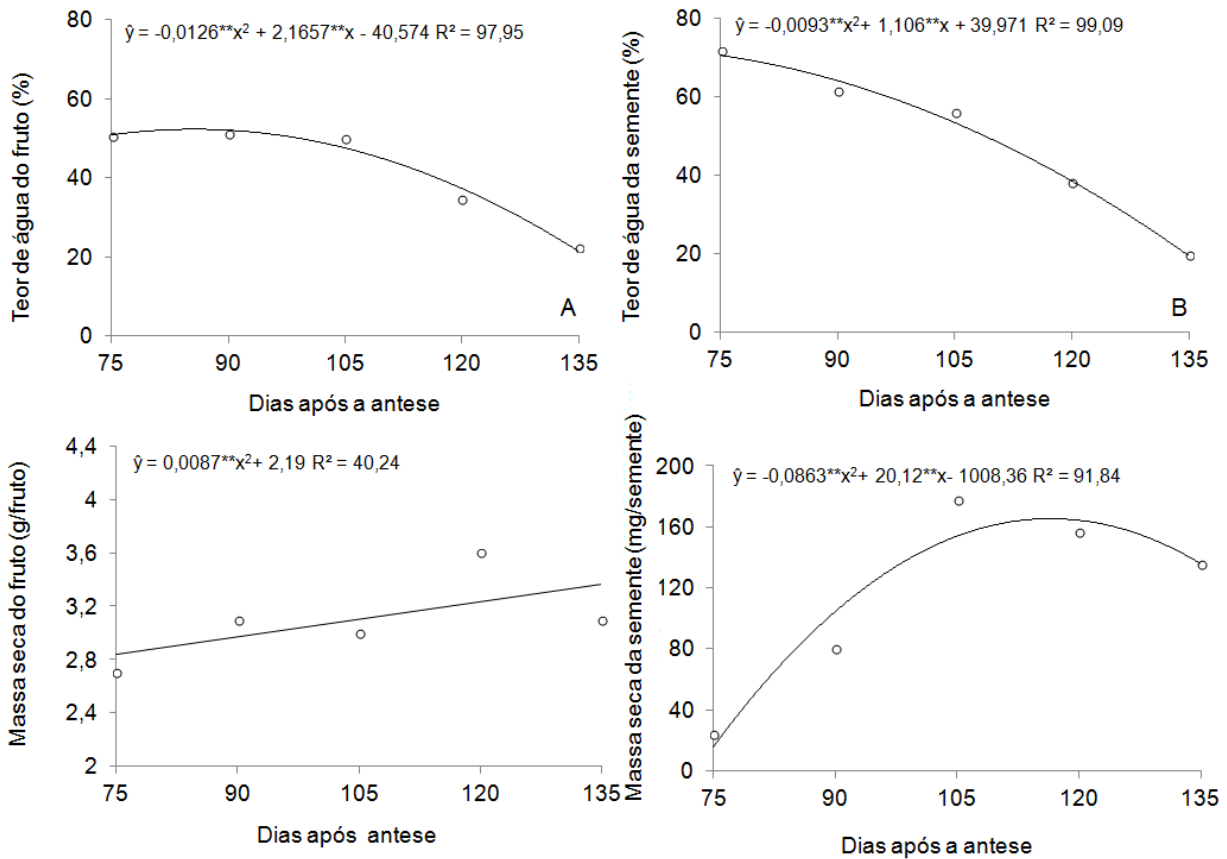 ŷ = -0,0126**x² + 2,1657**x - 40,574 R² = 97,95
Teor de água do fruto (%)
80
60
40
20
0
A
75 90 105 120 135
Dias após a antese
ŷ = -0,0093**x²+ 1,106**x + 39,971 R² = 99,09
Teor de água da semente (%)
80
60
40
20
0
B
75 90 105 120 135
Dias após a antese
ŷ = 0,0087**x²+ 2,19 R² = 40,24
Massa seca do fruto (g/fruto)
4,4
4
3,6
3,2
2,8
2,4
2
75 90 105 120 135
Dias após antese
ŷ = -0,0863**x²+ 20,12**x- 1008,36 R² = 91,84
Massa seca da semente (mg/semente)
200
160
120
80
40
0
75 90 105 120 135
Dias após a antese